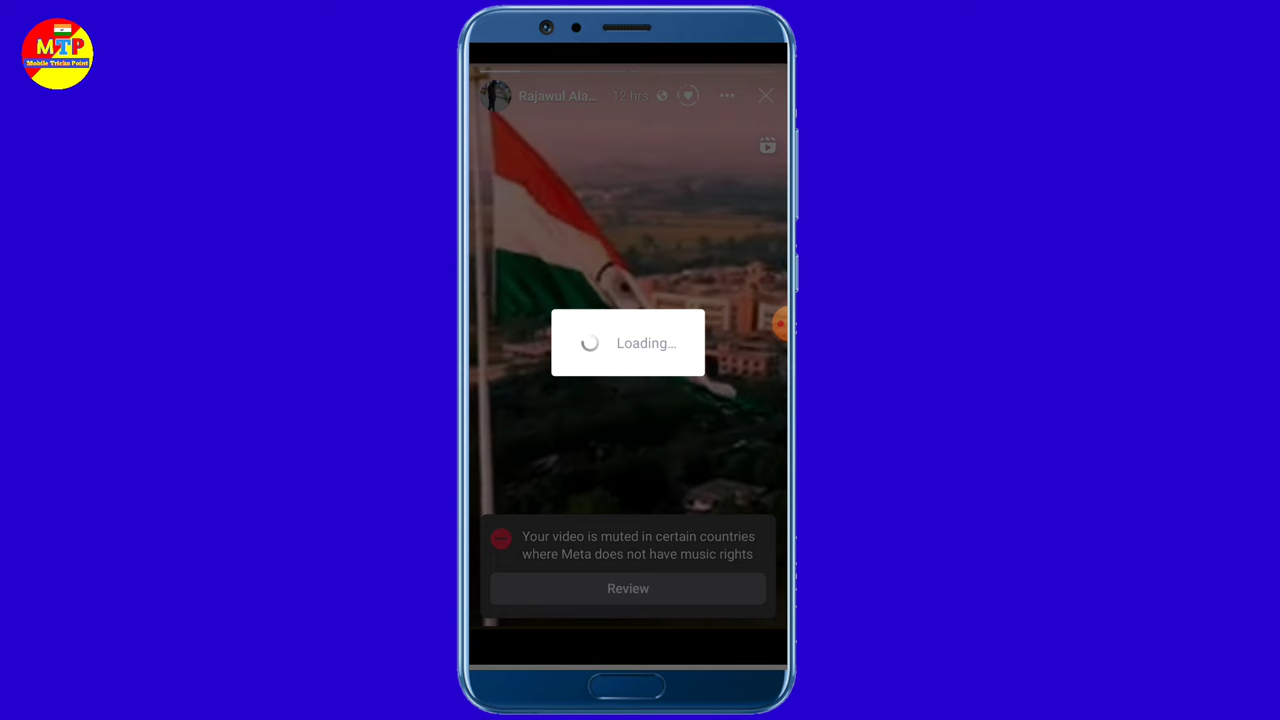 MTP
Mobile Tricks Point
Rajawul Ala... 12 hrs
Loading...
Your video is muted in certain countries
where Meta does not have music rights
Review